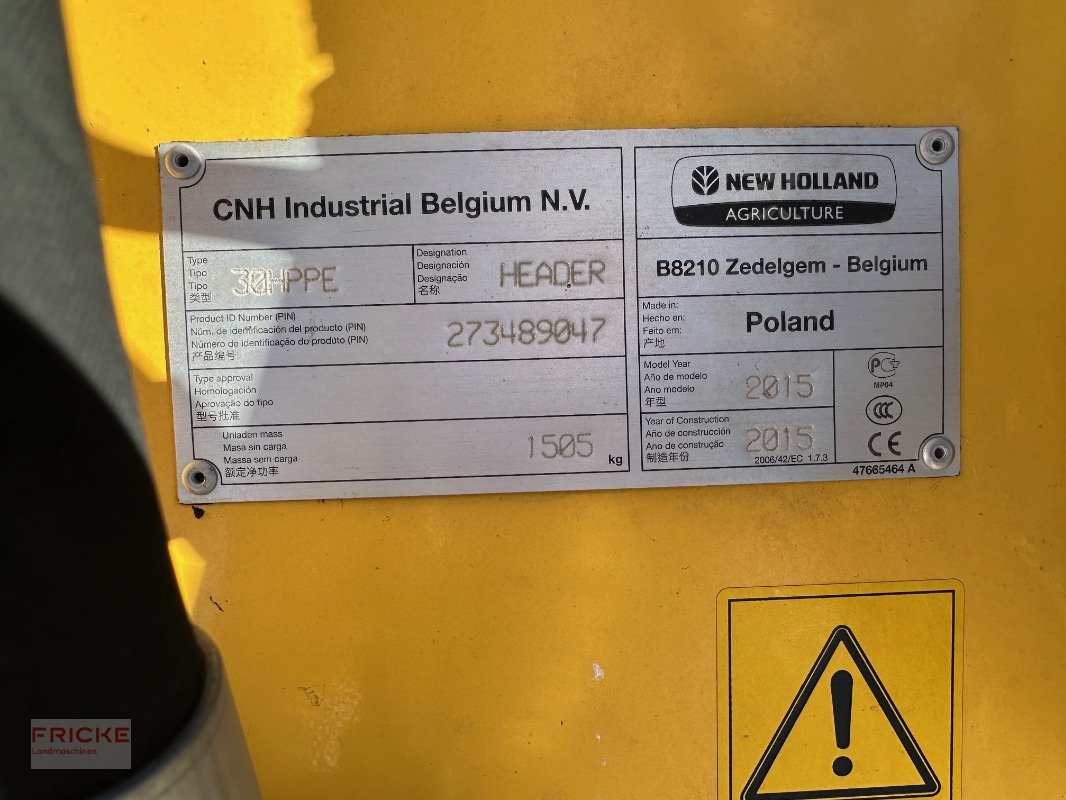 CNH Industrial Belgium N.V.
Type
Tipo
Tipo
类型
30HPPE
Designation
Designación
Designação
名称
HEADER
Product ID Number (PIN)
Núm. de identificación del producto (PIN)
Número de identificação do produto (PIN)
产品编号
273489047
Type approval
Homologación
Aprovação do tipo
型号批准
Unladen mass
Masa sin carga
Massa sem carga
额定净功率
1505
kg
NEW HOLLAND
AGRICULTURE
B8210 Zedelgem - Belgium
Made in:
Hecho en:
Feito em:
产地
Poland
Model Year
Año de modelo
Ano modelo
年型
2015
Year of Construction
Año de construcción
Ano de construção
制造年份
2015
2006/42/EC 1.7.3
PC
MP04
CCC
CE
47665464 A
!
FRICKE
Landmaschinen